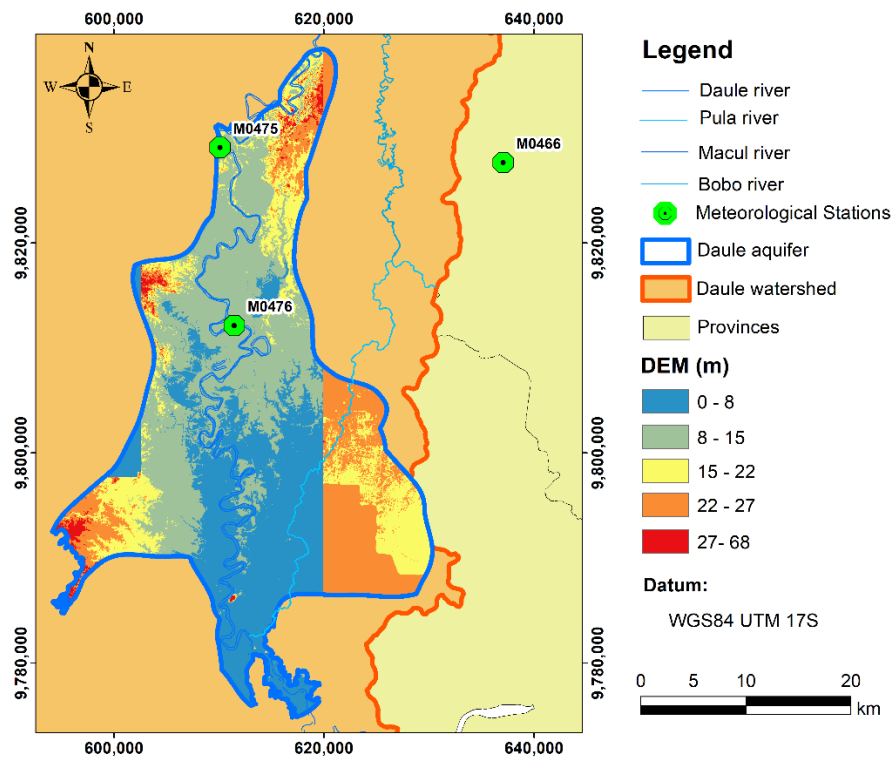 600,000
620,000
640,000
N
W
E
S
M0475
M0466
M0476
9,820,000
9,800,000
9,780,000
9,820,000
9,800,000
9,780,000
600,000
620,000
640,000
Legend
Daule river
Pula river
Macul river
Bobo river
Meteorological Stations
Daule aquifer
Daule watershed
Provinces
DEM (m)
0 - 8
8 - 15
15 - 22
22 - 27
27- 68
Datum:
WGS84 UTM 17S
0 10 20
km